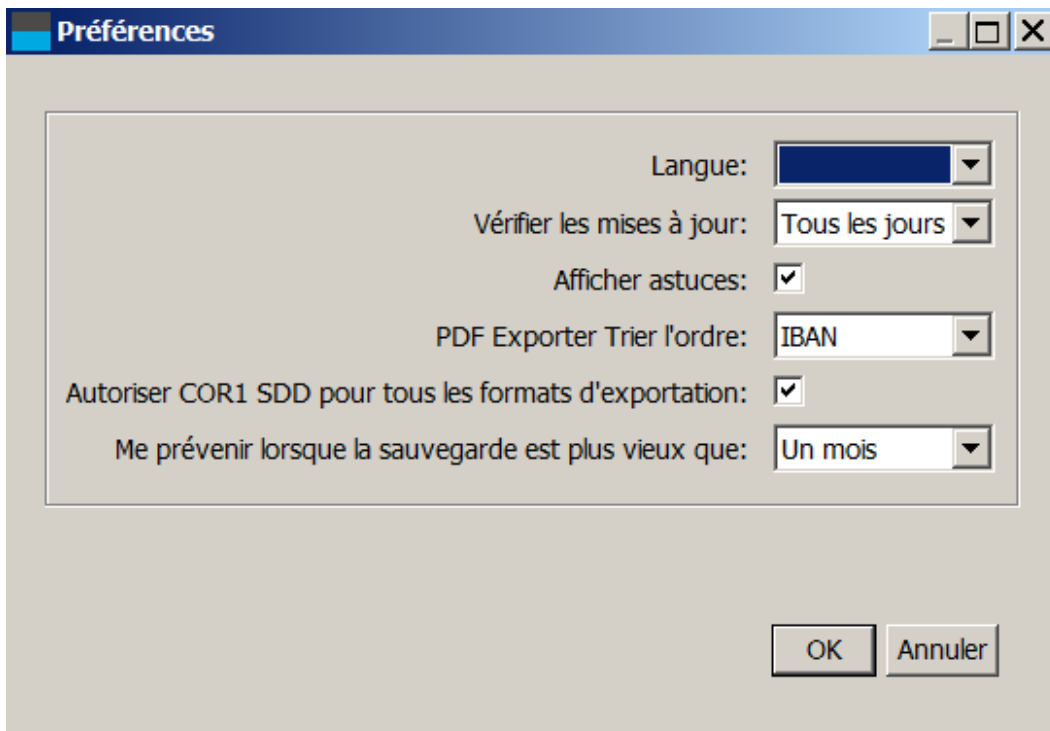 Préférences
Langue:
Vérifier les mises à jour: Tous les jours
Afficher astuces:
PDF Exporter Trier l'ordre: IBAN
Autoriser COR1 SDD pour tous les formats d'exportation:
Me prévenir lorsque la sauvegarde est plus vieux que: Un mois
OK Annuler